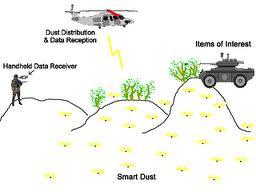 Dust Distribution
& Data Reception
Items of Interest
Handheld Data Receiver
Smart Dust